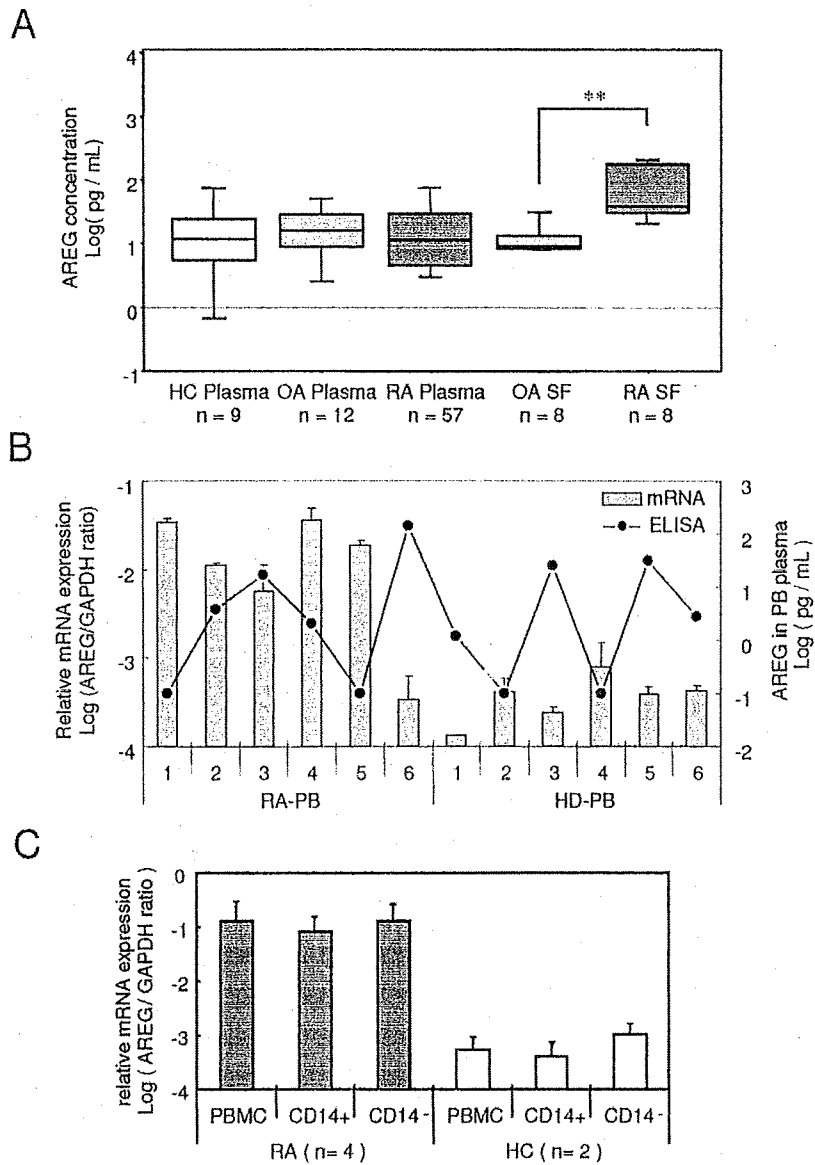 A
AREG concentration
Log( pg / mL)
4
3
2
1
0
-1
**
HC Plasma OA Plasma RA Plasma OA SF RA SF
n = 9 n = 12 n = 57 n = 8 n = 8
B
Relative mRNA expression
Log (AREG/GAPDH ratio)
-1
-2
-3
-4
mRNA
ELISA
3
2
1
0
-1
-2
AREG in PB plasma
Log ( pg / mL)
1 2 3 4 5 6 1 2 3 4 5 6
RA-PB HD-PB
C
relative mRNA expression
Log ( AREG/ GAPDH ratio )
0
-1
-2
-3
-4
PBMC CD14+ CD14- PBMC CD14+ CD14-
RA ( n= 4 ) HC ( n= 2 )